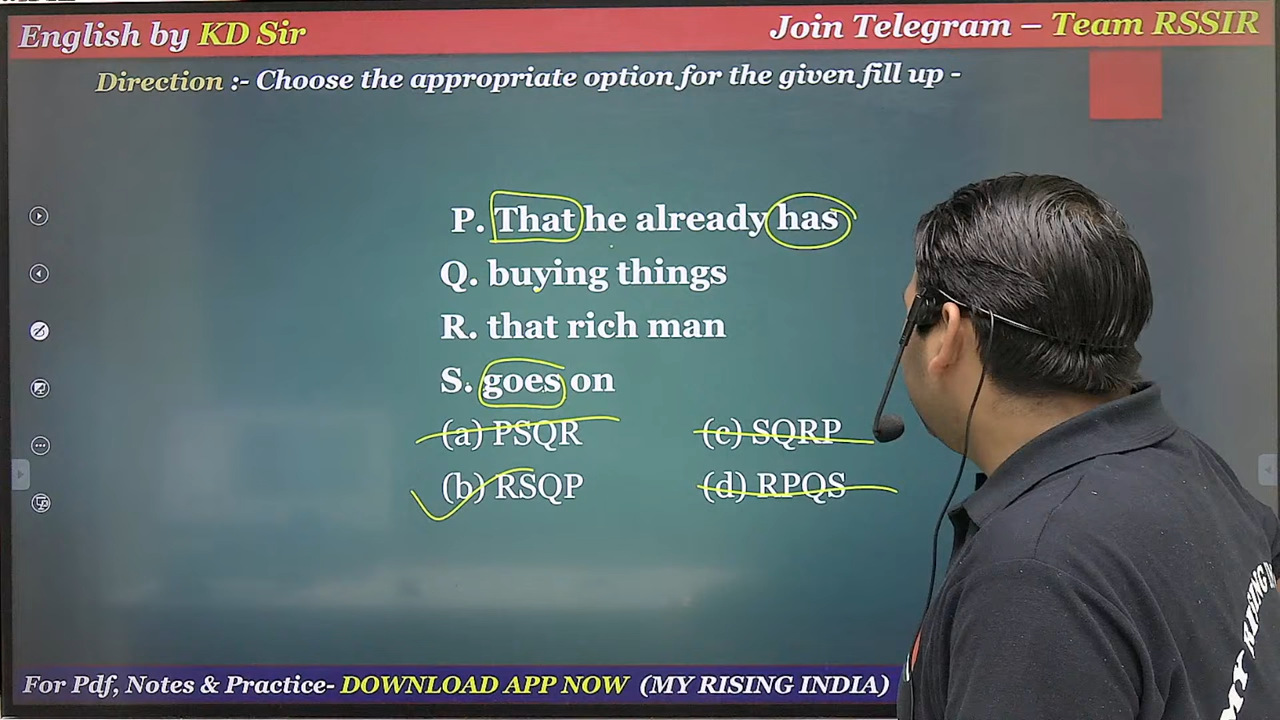 English by KD Sir
Join Telegram – Team RSSIR
Direction :- Choose the appropriate option for the given fill up -
P. That he already has
Q. buying things
R. that rich man
S. goes on
(a) PSQR (c) SQRP
(b) RSQP (d) RPQS
For Pdf, Notes & Practice- DOWNLOAD APP NOW (MY RISING INDIA)
MY RISING